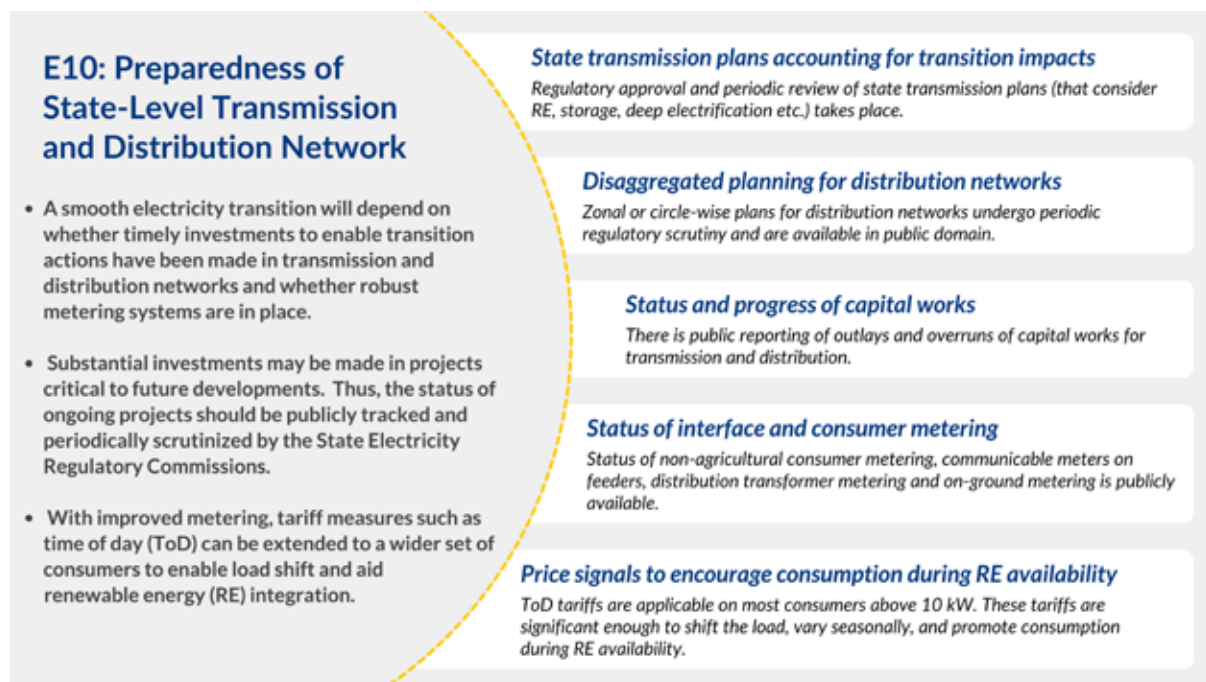 E10: Preparedness of
State-Level Transmission
and Distribution Network
• A smooth electricity transition will depend on
whether timely investments to enable transition
actions have been made in transmission and
distribution networks and whether robust
metering systems are in place.
• Substantial investments may be made in projects
critical to future developments. Thus, the status of
ongoing projects should be publicly tracked and
periodically scrutinized by the State Electricity
Regulatory Commissions.
• With improved metering, tariff measures such as
time of day (ToD) can be extended to a wider set of
consumers to enable load shift and aid
renewable energy (RE) integration.
State transmission plans accounting for transition impacts
Regulatory approval and periodic review of state transmission plans (that consider
RE, storage, deep electrification etc.) takes place.
Disaggregated planning for distribution networks
Zonal or circle-wise plans for distribution networks undergo periodic
regulatory scrutiny and are available in public domain.
Status and progress of capital works
There is public reporting of outlays and overruns of capital works for
transmission and distribution.
Status of interface and consumer metering
Status of non-agricultural consumer metering, communicable meters on
feeders, distribution transformer metering and on-ground metering is publicly
available.
Price signals to encourage consumption during RE availability
ToD tariffs are applicable on most consumers above 10 kW. These tariffs are
significant enough to shift the load, vary seasonally, and promote consumption
during RE availability.